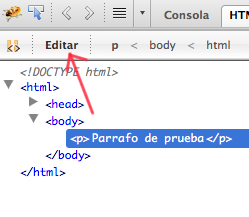 Consola HTM
Editar p < body < html
<!DOCTYPE html>
<html>
<head>
<body>
<p>Parrafo de prueba</p>
</body>
</html>